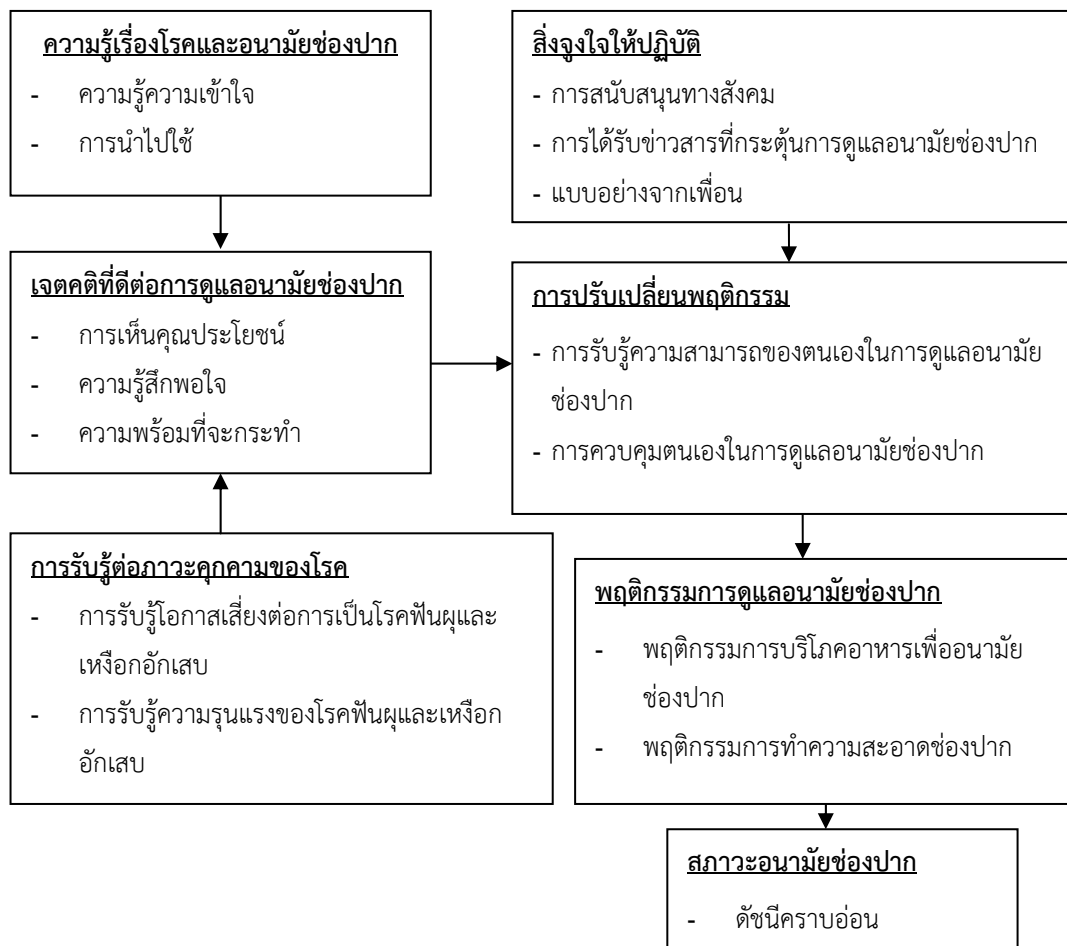 ความรู้เรื่องโรคและอนามัยช่องปาก
- ความรู้ความเข้าใจ
- การนำไปใช้
สิ่งจูงใจให้ปฏิบัติ
- การสนับสนุนทางสังคม
- การได้รับข่าวสารที่กระตุ้นการดูแลอนามัยช่องปาก
- แบบอย่างจากเพื่อน
เจตคติที่ดีต่อการดูแลอนามัยช่องปาก
- การเห็นคุณประโยชน์
- ความรู้สึกพอใจ
- ความพร้อมที่จะกระทำ
การปรับเปลี่ยนพฤติกรรม
- การรับรู้ความสามารถของตนเองในการดูแลอนามัย
ช่องปาก
- การควบคุมตนเองในการดูแลอนามัยช่องปาก
การรับรู้ต่อภาวะคุกคามของโรค
- การรับรู้โอกาสเสี่ยงต่อการเป็นโรคฟันผุและ
เหงือกอักเสบ
- การรับรู้ความรุนแรงของโรคฟันผุและเหงือก
อักเสบ
พฤติกรรมการดูแลอนามัยช่องปาก
- พฤติกรรมการบริโภคอาหารเพื่ออนามัย
ช่องปาก
- พฤติกรรมการทำความสะอาดช่องปาก
สภาวะอนามัยช่องปาก
- ดัชนีคราบอ่อน